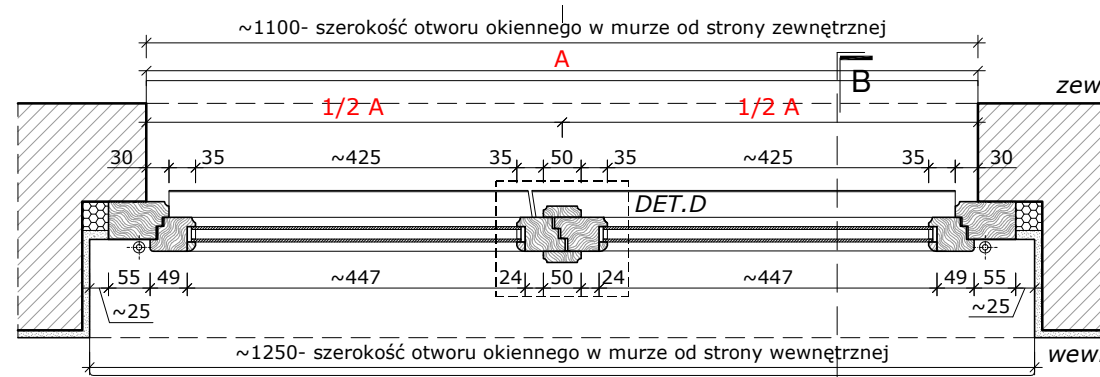 ~1100- szerokość otworu okiennego w murze od strony zewnętrznej
A
B
zew
1/2 A 1/2 A
30 35 ~425 35 50 35 ~425 35 30
DET.D
55 49 ~447 24 50 24 ~447 49 55
~25 ~25
~1250- szerokość otworu okiennego w murze od strony wewnętrznej
wew